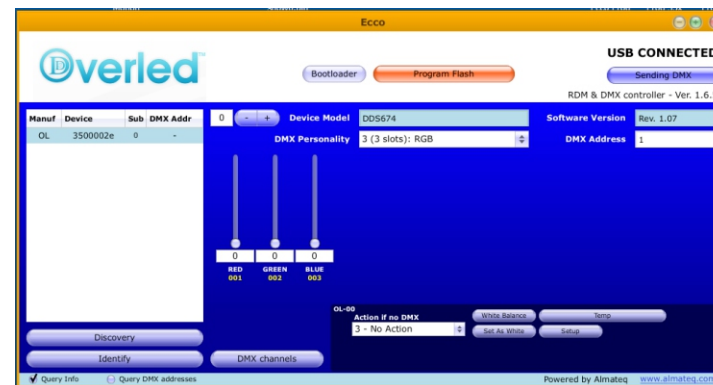 Ecco
Overled
Bootloader
Program Flash
USB CONNECTED
Sending DMX
RDM & DMX controller - Ver. 1.6.
Manuf Device Sub DMX Addr
OL 3500002e 0 -
0 - +
Device Model DDS674
Software Version Rev. 1.07
DMX Personality 3 (3 slots): RGB
DMX Address 1
0 0 0
RED GREEN BLUE
001 002 003
OL-00
Action if no DMX
3 - No Action
White Balance
Temp
Set As White
Setup
Discovery
Identify
DMX channels
Query Info
Query DMX addresses
Powered by Almateq www.almateq.com